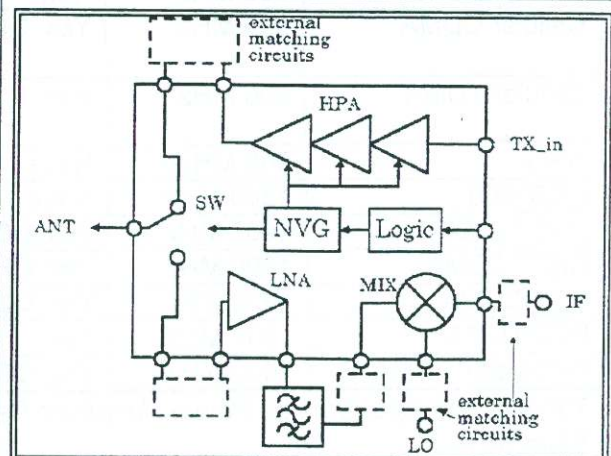 external
matching
circuits
HPA
TX_in
SW
ANT
NVG
Logic
LNA
MIX
IF
external
matching
circuits
LO